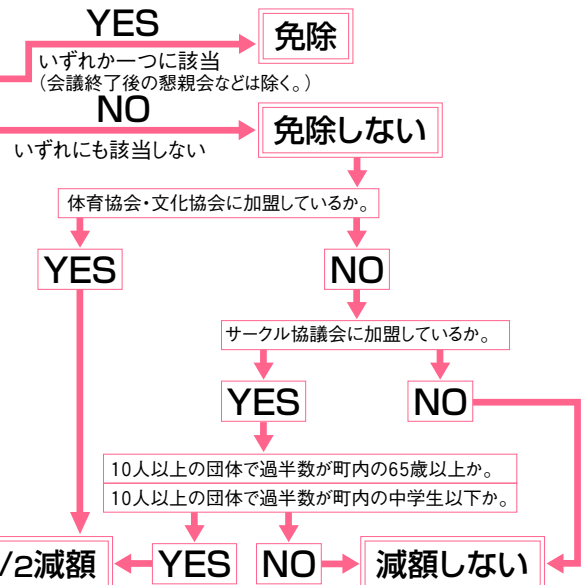 YES
免除
いずれか一つに該当
（会議終了後の懇親会などは除く。）
NO
免除しない
いずれにも該当しない
体育協会・文化協会に加盟しているか。
YES
NO
サークル協議会に加盟しているか。
YES
NO
10人以上の団体で過半数が町内の65歳以上か。
10人以上の団体で過半数が町内の中学生以下か。
/2減額
YES
NO
減額しない